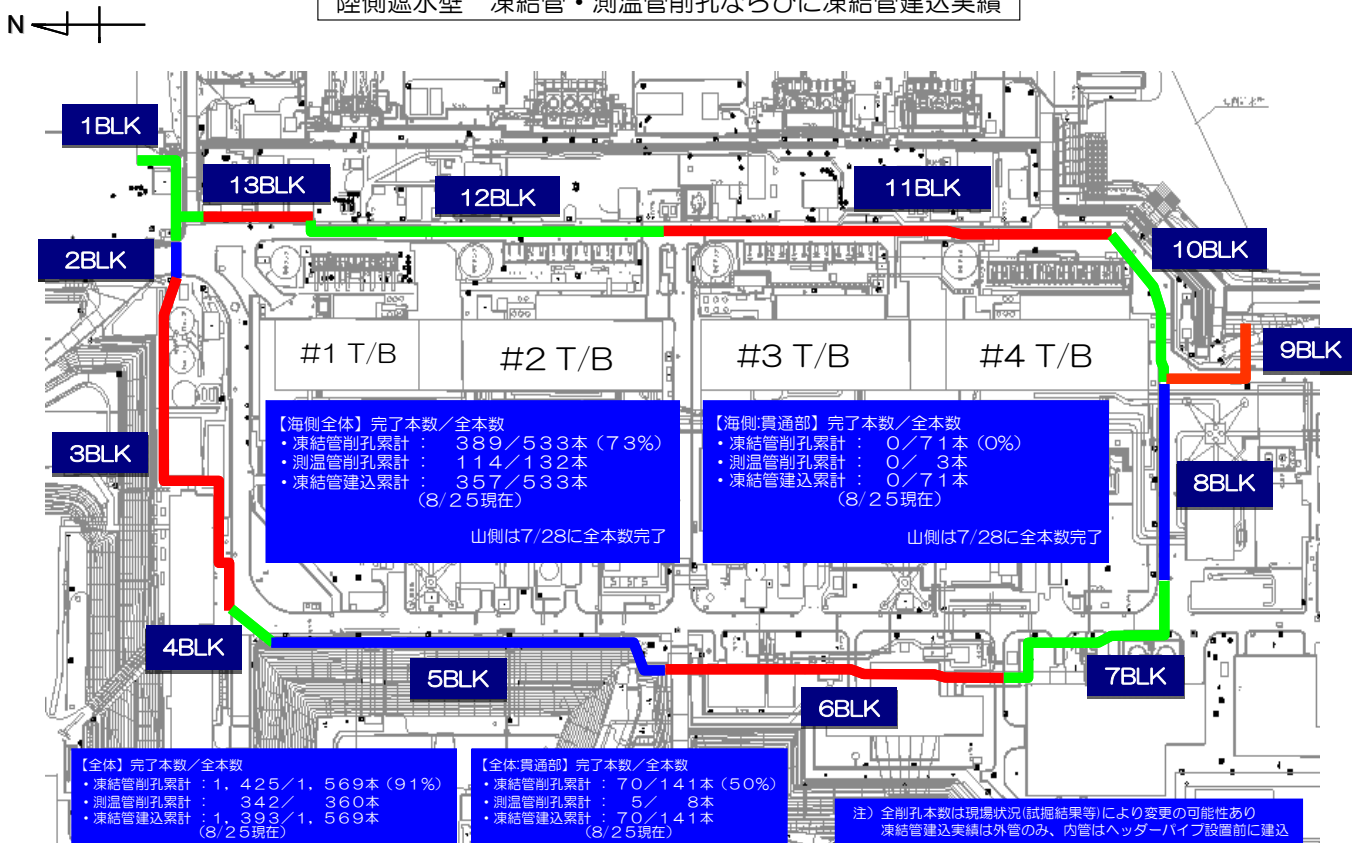 陸側遮水壁 凍結管・測温管削孔ならびに凍結管建込実績
N
1BLK
13BLK
12BLK
11BLK
2BLK
10BLK
#1 T/B
#2 T/B
#3 T/B
#4 T/B
9BLK
【海側全体】完了本数／全本数
・凍結管削孔累計： 389／533本（73%）
・測温管削孔累計： 114／132本
・凍結管建込累計： 357／533本
（8/25現在）
山側は7/28に全本数完了
【海側:貫通部】完了本数／全本数
・凍結管削孔累計： 0／71本（0%）
・測温管削孔累計： 0／ 3本
・凍結管建込累計： 0／71本
（8/25現在）
山側は7/28に全本数完了
3BLK
8BLK
4BLK
5BLK
6BLK
7BLK
【全体】完了本数／全本数
・凍結管削孔累計：1，425／1，569本（91%）
・測温管削孔累計： 342／ 360本
・凍結管建込累計：1，393／1，569本
（8/25現在）
【全体:貫通部】完了本数／全本数
・凍結管削孔累計：70／141本（50%）
・測温管削孔累計： 5／ 8本
・凍結管建込累計：70／141本
（8/25現在）
注）全削孔本数は現場状況(試掘結果等)により変更の可能性あり
凍結管建込実績は外管のみ、内管はヘッダーパイプ設置前に建込